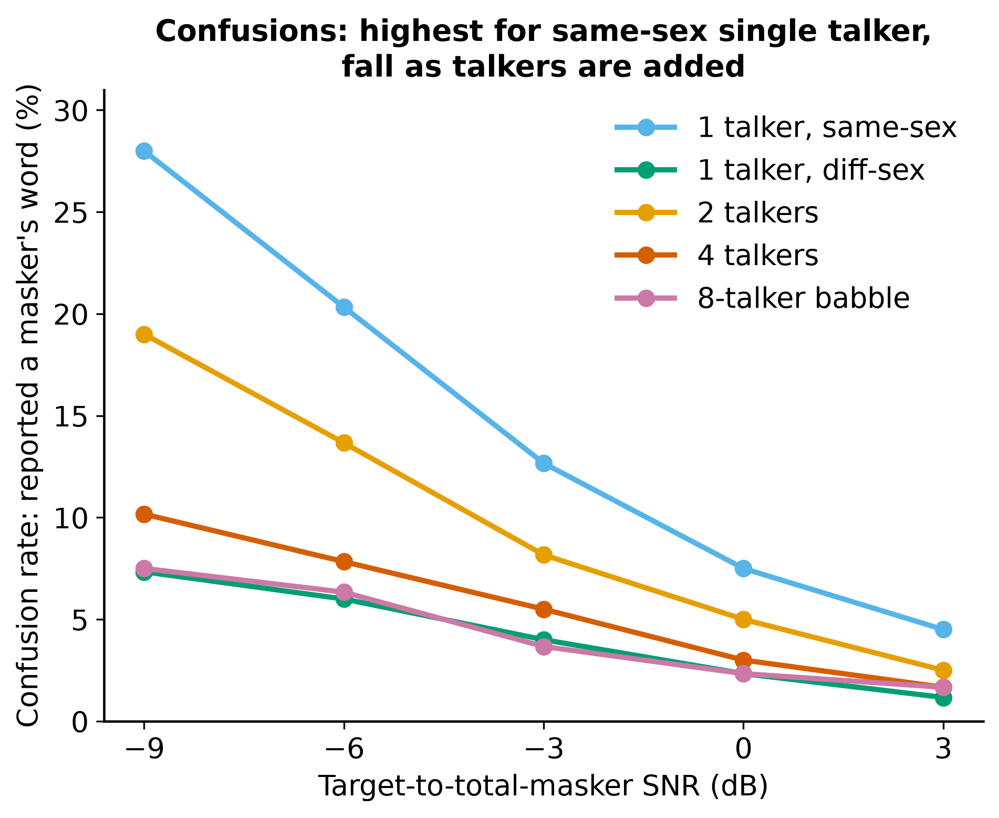 Confusions: highest for same-sex single talker,
fall as talkers are added
Confusion rate: reported a masker's word (%)
30
25
20
15
10
5
0
1 talker, same-sex
1 talker, diff-sex
2 talkers
4 talkers
8-talker babble
−9
−6
−3
0
3
Target-to-total-masker SNR (dB)